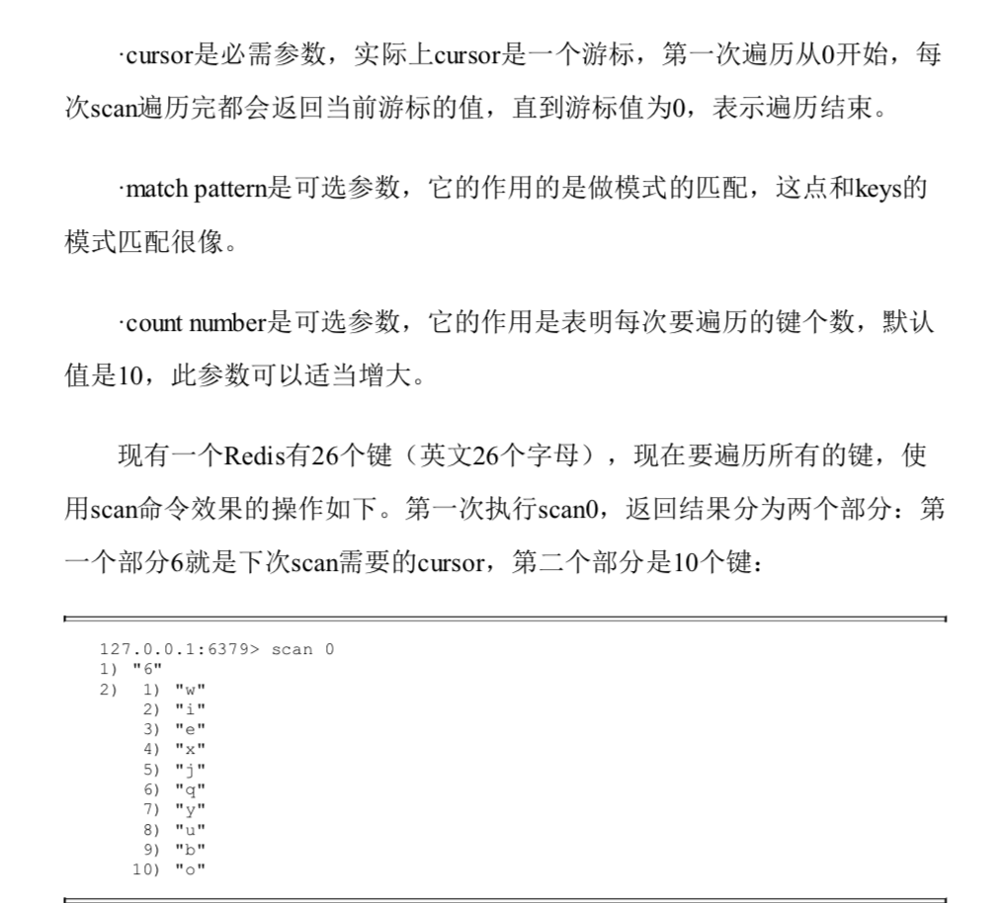 ·cursor是必需参数，实际上cursor是一个游标，第一次遍历从0开始，每
次scan遍历完都会返回当前游标的值，直到游标值为0，表示遍历结束。
·match pattern是可选参数，它的作用的是做模式的匹配，这点和keys的
模式匹配很像。
·count number是可选参数，它的作用是表明每次要遍历的键个数，默认
值是10，此参数可以适当增大。
现有一个Redis有26个键（英文26个字母），现在要遍历所有的键，使
用scan命令效果的操作如下。第一次执行scan0，返回结果分为两个部分：第
一个部分6就是下次scan需要的cursor，第二个部分是10个键：
127.0.0.1:6379> scan 0
1) "6"
2)  1) "w"
    2) "i"
    3) "e"
    4) "x"
    5) "j"
    6) "q"
    7) "y"
    8) "u"
    9) "b"
   10) "o"